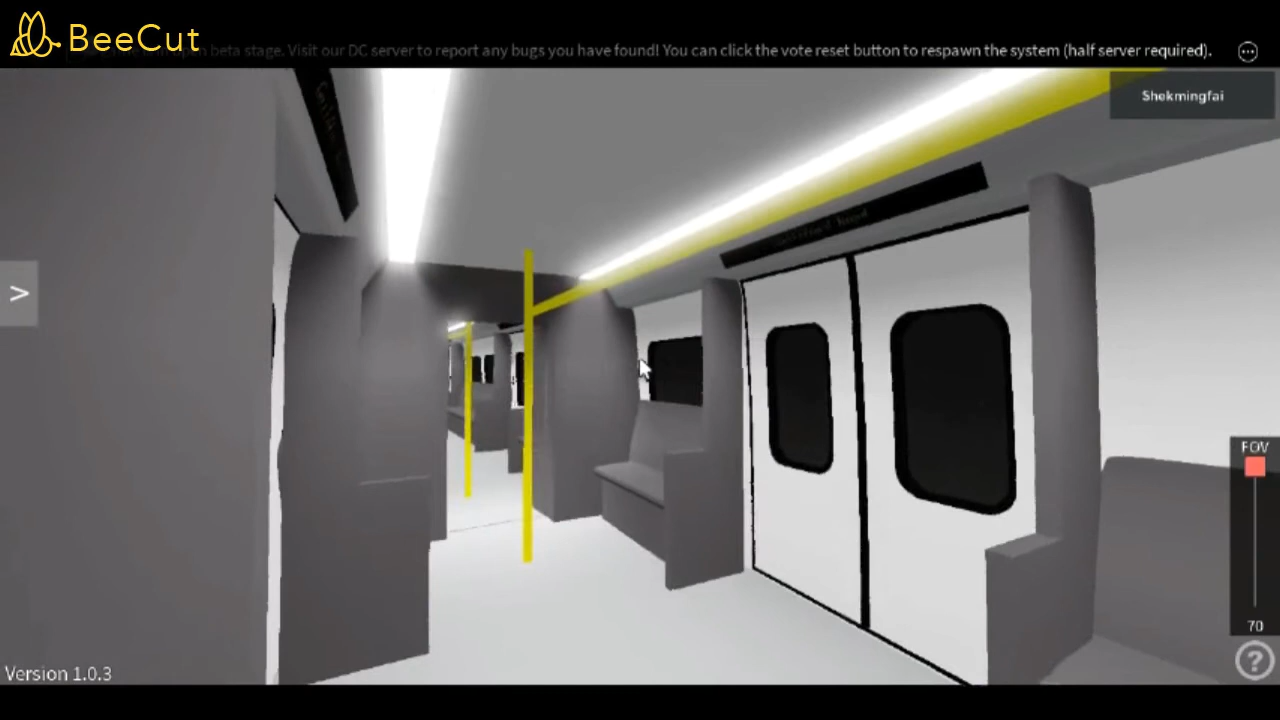 BeeCut
beta stage. Visit our DC server to report any bugs you have found! You can click the vote reset button to respawn the system (half server required).
Shekmingfai
>
FOV
70
?
Version 1.0.3